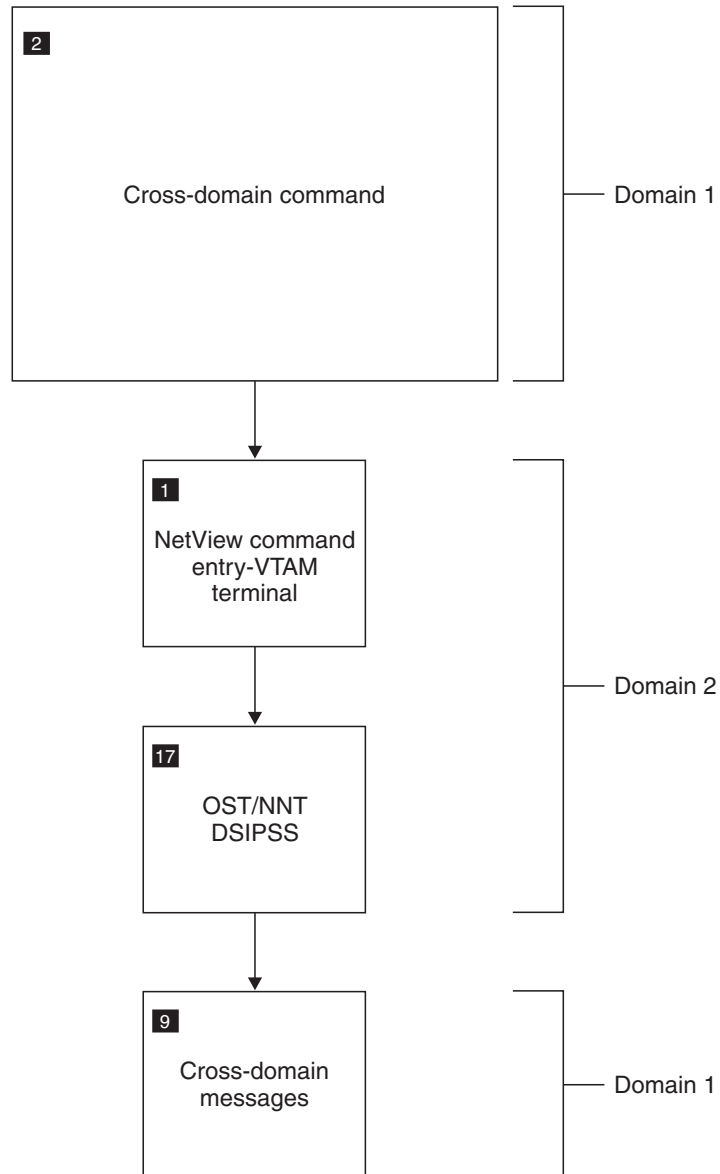 2
Cross-domain command
Domain 1
1
NetView command
entry-VTAM
terminal
Domain 2
17
OST/NNT
DSIPSS
9
Cross-domain
messages
Domain 1